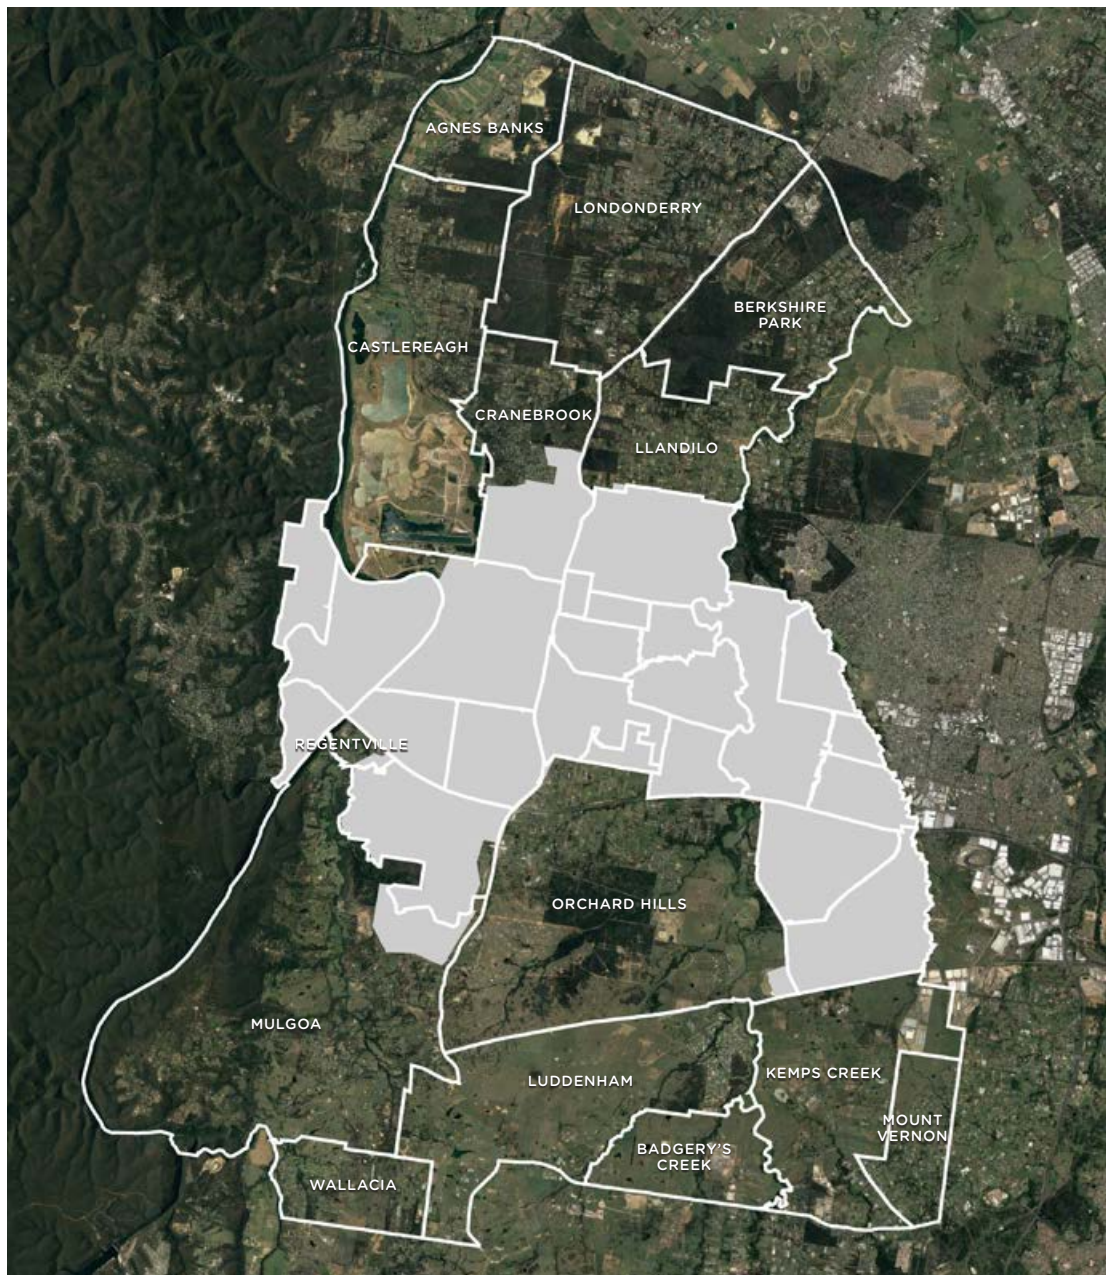 AGNES BANKS
LONDONDERRY
BERKSHIRE
PARK
CASTLEREAGH
CRANEBROOK
LLANDILO
REGENTVILLE
ORCHARD HILLS
MULGOA
LUDDENHAM
KEMPS CREEK
MOUNT
VERNON
BADGERY'S
CREEK
WALLACIA